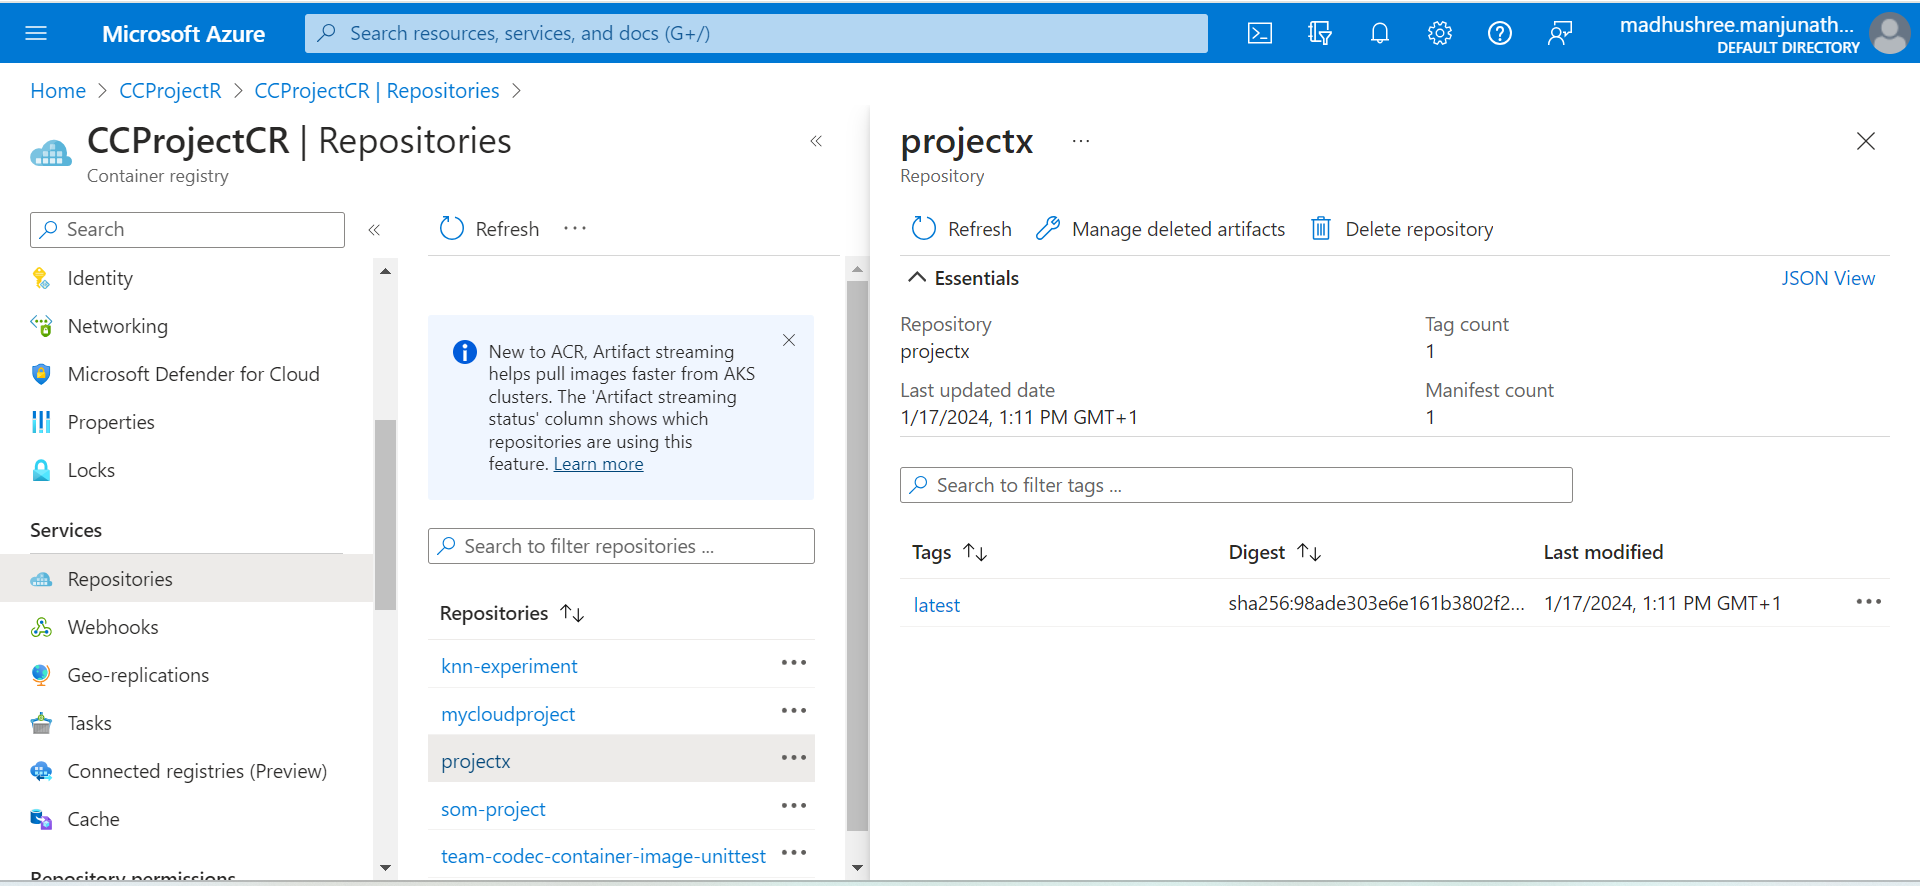 Microsoft Azure
Search resources, services, and docs (G+/)
madhushree.manjunath...
DEFAULT DIRECTORY
Home > CCProjectR > CCProjectCR | Repositories >
CCProjectCR | Repositories
Container registry
Search
Identity
Networking
Microsoft Defender for Cloud
Properties
Locks
Services
Repositories
Webhooks
Geo-replications
Tasks
Connected registries (Preview)
Cache
Repository permissions
Refresh
New to ACR, Artifact streaming
helps pull images faster from AKS
clusters. The 'Artifact streaming
status' column shows which
repositories are using this
feature. Learn more
Search to filter repositories ...
Repositories
knn-experiment
mycloudproject
projectx
som-project
team-codec-container-image-unittest
projectx
Repository
Refresh Manage deleted artifacts Delete repository
Essentials JSON View
Repository
projectx
Tag count
1
Last updated date
1/17/2024, 1:11 PM GMT+1
Manifest count
1
Search to filter tags ...
Tags Digest Last modified
latest sha256:98ade303e6e161b3802f2... 1/17/2024, 1:11 PM GMT+1